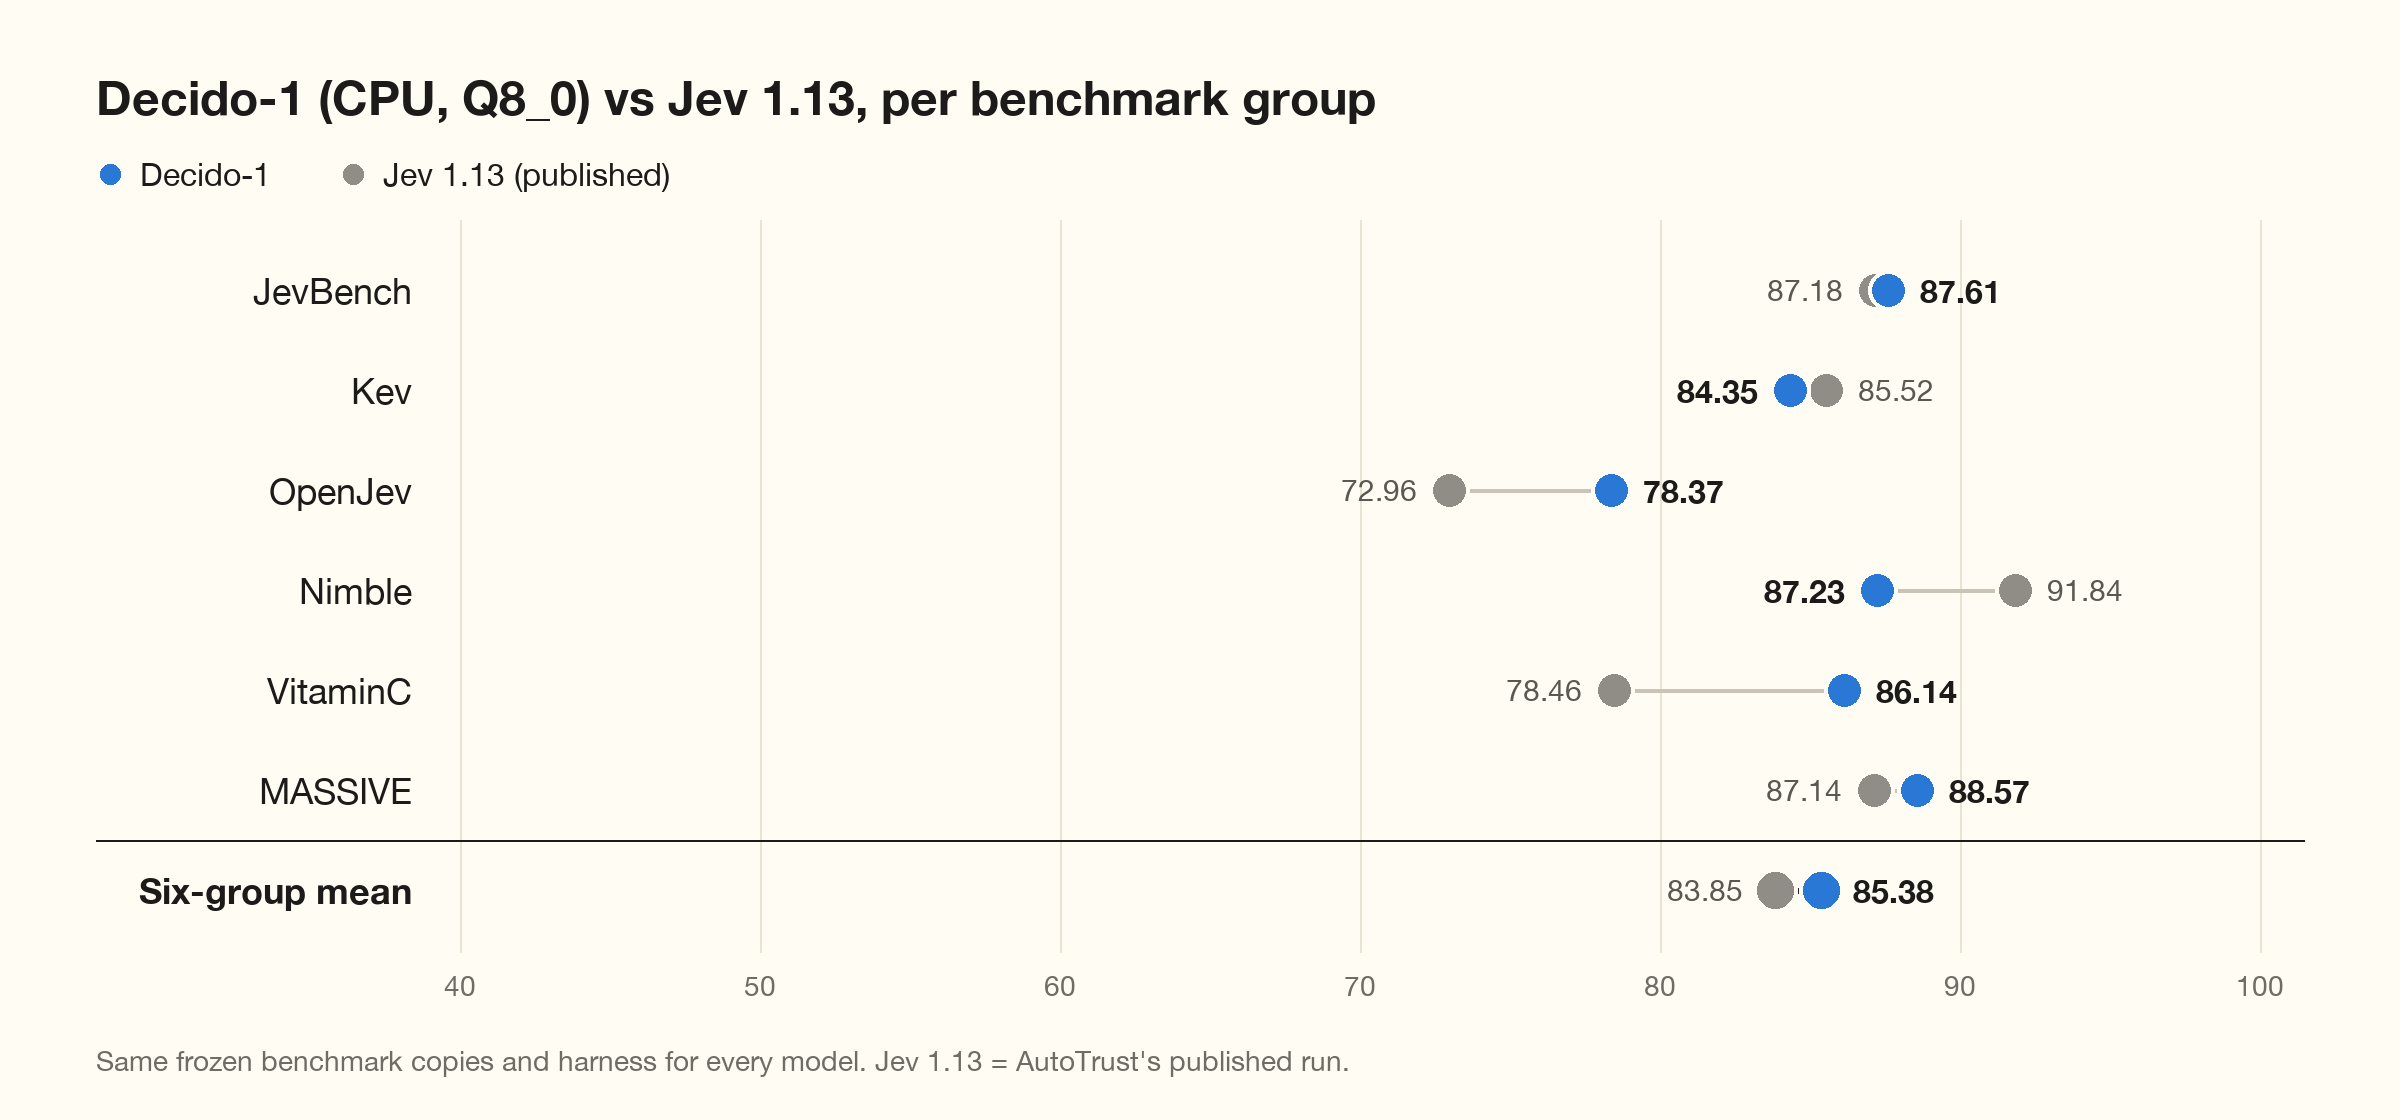 Decido-1 (CPU, Q8_0) vs Jev 1.13, per benchmark group
Decido-1 Jev 1.13 (published)
JevBench 87.18 87.61
Kev 84.35 85.52
OpenJev 72.96 78.37
Nimble 87.23 91.84
VitaminC 78.46 86.14
MASSIVE 87.14 88.57
Six-group mean 83.85 85.38
40 50 60 70 80 90 100
Same frozen benchmark copies and harness for every model. Jev 1.13 = AutoTrust's published run.